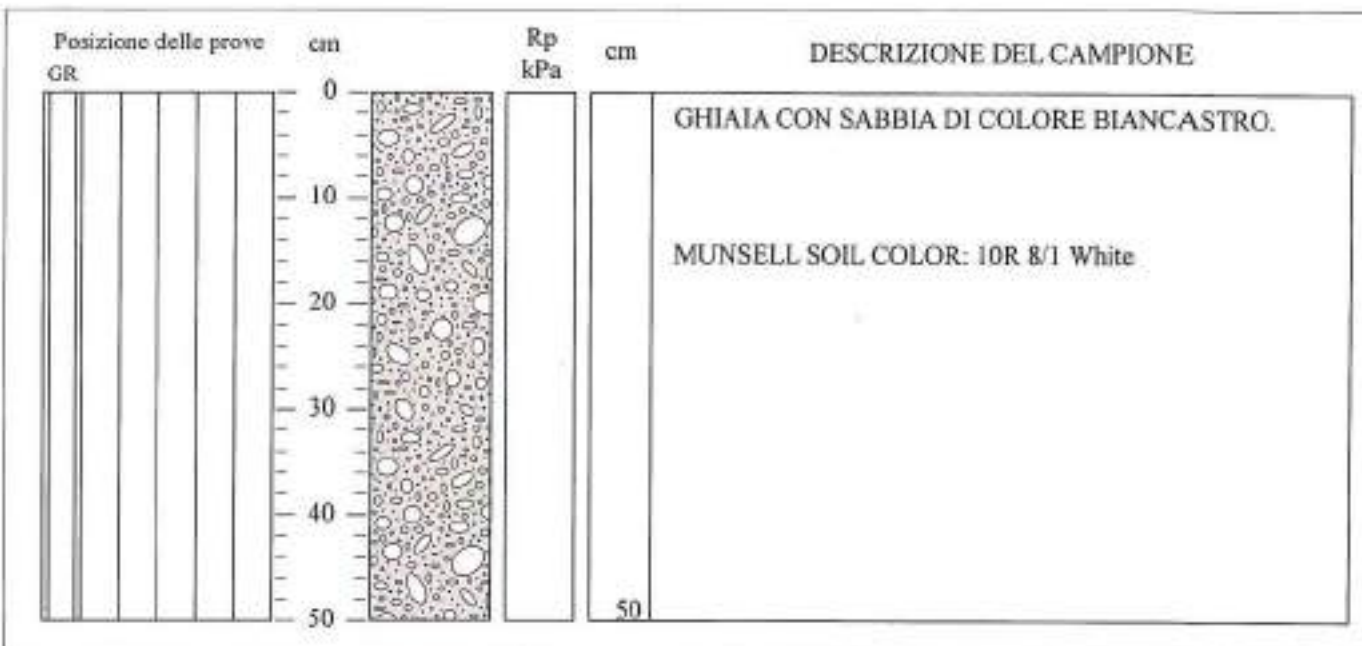 Posizione delle prove
cm
Rp
kPa
cm
DESCRIZIONE DEL CAMPIONE
GR
0
10
20
30
40
50
GHIAIA CON SABBIA DI COLORE BIANCASTRO.
MUNSELL SOIL COLOR: 10R 8/1 White
50